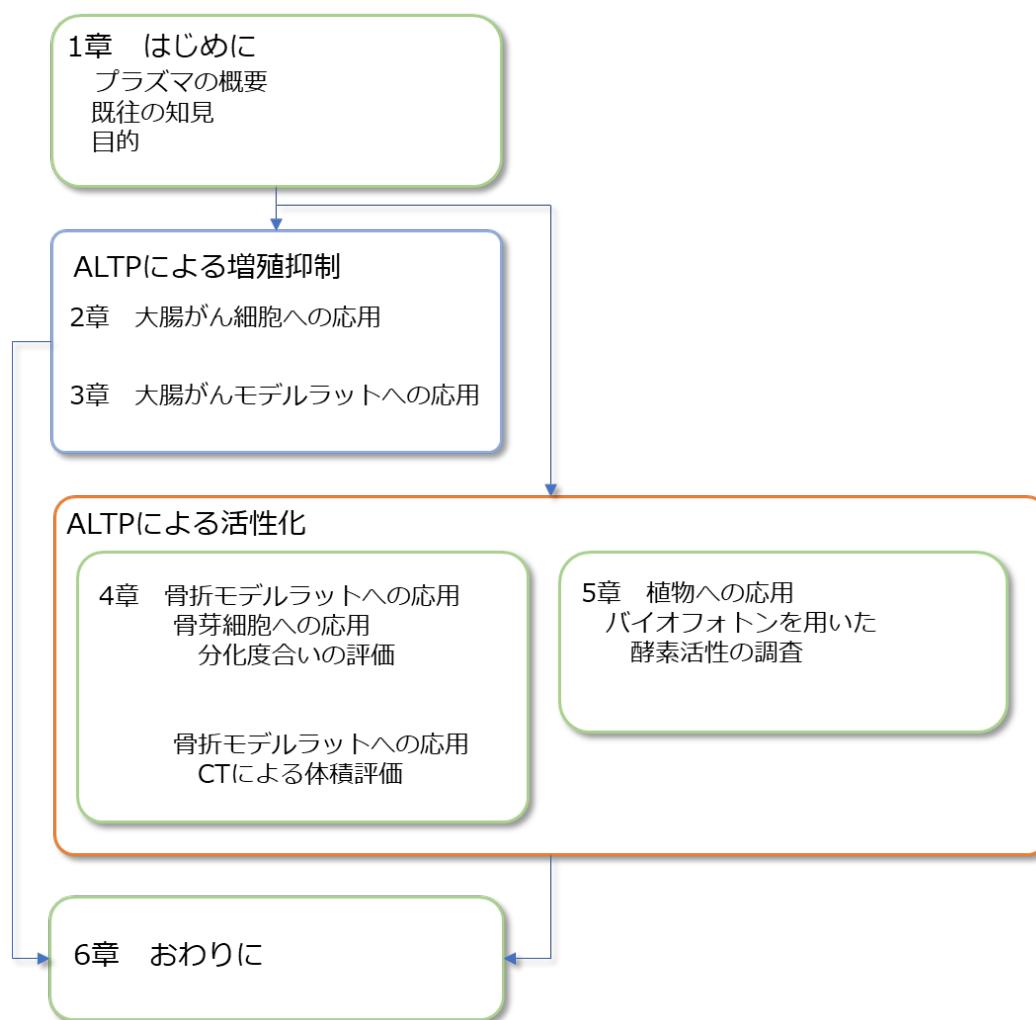 1章　はじめに
プラズマの概要
既往の知見
目的
ALTPによる増殖抑制
2章　大腸がん細胞への応用
3章　大腸がんモデルラットへの応用
ALTPによる活性化
4章　骨折モデルラットへの応用
骨芽細胞への応用
分化度合いの評価
骨折モデルラットへの応用
CTによる体積評価
5章　植物への応用
バイオフォトンを用いた
酵素活性の調査
6章　おわりに